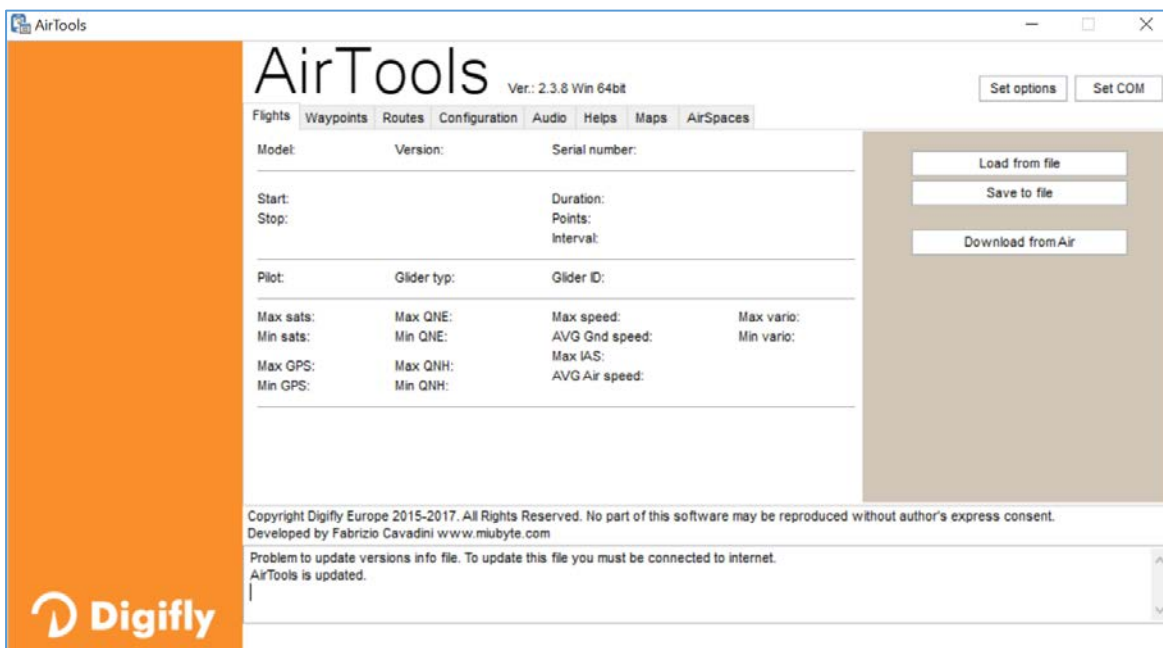 AirTools
AirTools Ver.: 2.3.8 Win 64bit
Set options Set COM
Flights Waypoints Routes Configuration Audio Helps Maps AirSpaces
Model: Version: Serial number:
Load from file
Save to file
Start: Duration:
Stop: Points:
Interval:
Download from Air
Pilot: Glider typ: Glider ID:
Max sats: Max QNE: Max speed: Max vario:
Min sats: Min QNE: AVG Gnd speed: Min vario:
Max IAS:
Max GPS: Max QNH:
AVG Air speed:
Min GPS: Min QNH:
Copyright Digifly Europe 2015-2017. All Rights Reserved. No part of this software may be reproduced without author's express consent.
Developed by Fabrizio Cavadini www.miubyte.com
Problem to update versions info file. To update this file you must be connected to internet.
AirTools is updated.
Digifly